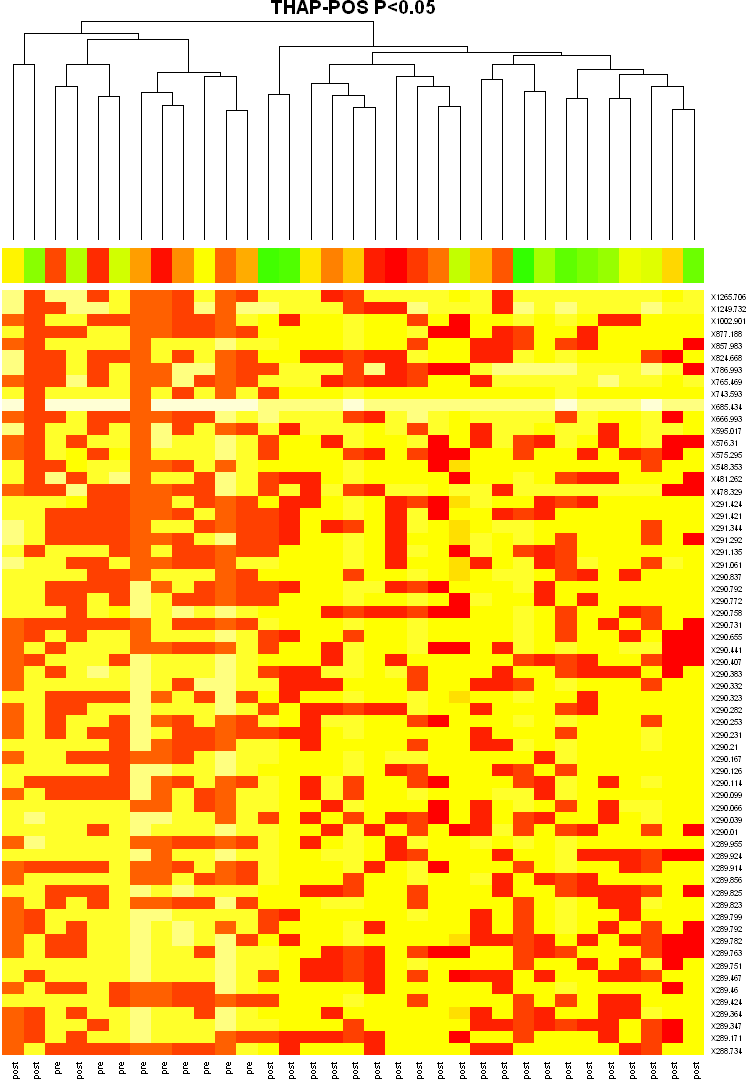 THAP-POS P<0.05
X1265.706
X1249.732
X1002.901
X877.188
X857.983
X824.668
X786.993
X765.469
X743.593
X685.434
X666.993
X595.017
X576.31
X575.295
X548.353
X481.262
X478.329
X291.424
X291.421
X291.344
X291.292
X291.135
X291.061
X290.837
X290.792
X290.772
X290.758
X290.731
X290.655
X290.441
X290.407
X290.383
X290.332
X290.323
X290.282
X290.253
X290.231
X290.21
X290.167
X290.126
X290.114
X290.099
X290.066
X290.039
X290.01
X289.955
X289.924
X289.914
X289.856
X289.825
X289.823
X289.799
X289.792
X289.782
X289.763
X289.751
X289.467
X289.46
X289.424
X289.364
X289.347
X289.171
X288.734
post post pre post pre pre pre pre pre pre pre pre post post post post post post post post post post post post post post post post post post post post post